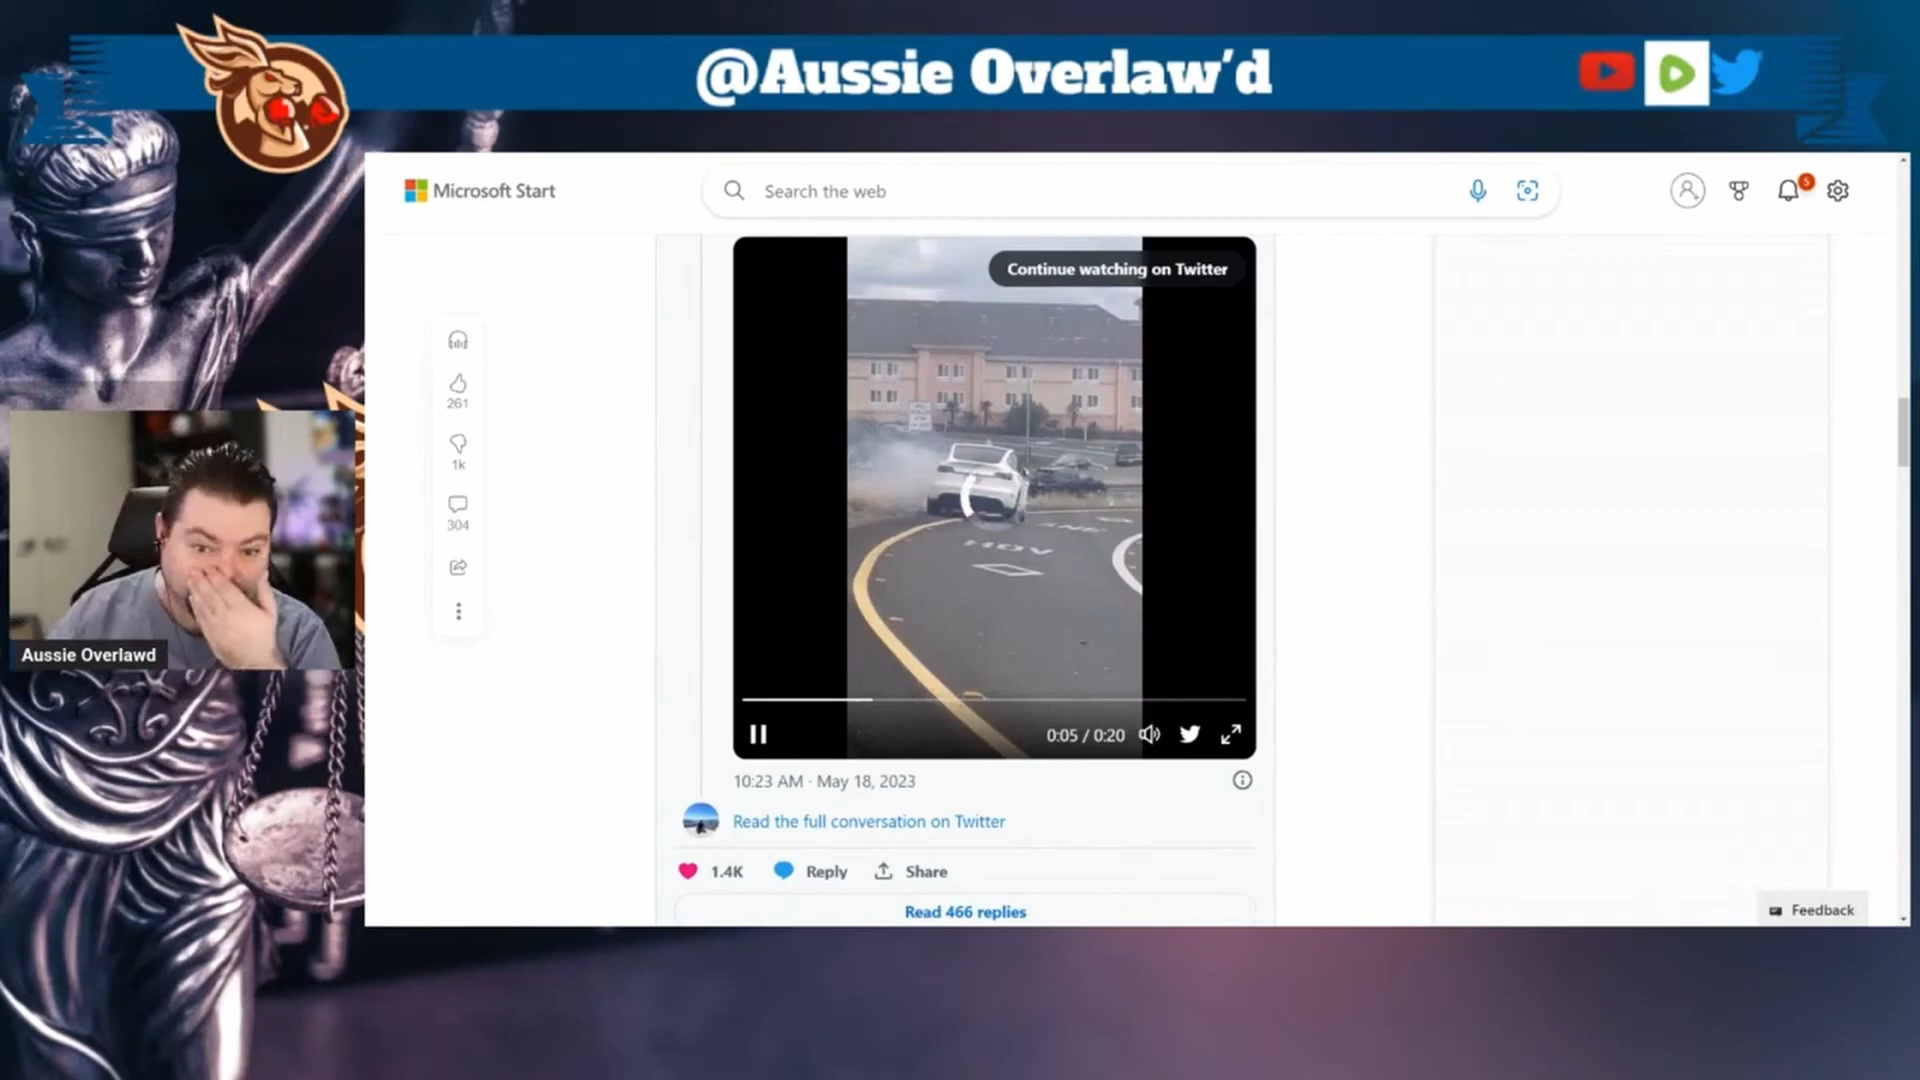 @Aussie Overlaw'd
Microsoft Start
Search the web
5
Continue watching on Twitter
261
1k
304
HOV
Aussie Overlawd
0:05 / 0:20
10:23 AM · May 18, 2023
Read the full conversation on Twitter
1.4K
Reply
Share
Read 466 replies
Feedback